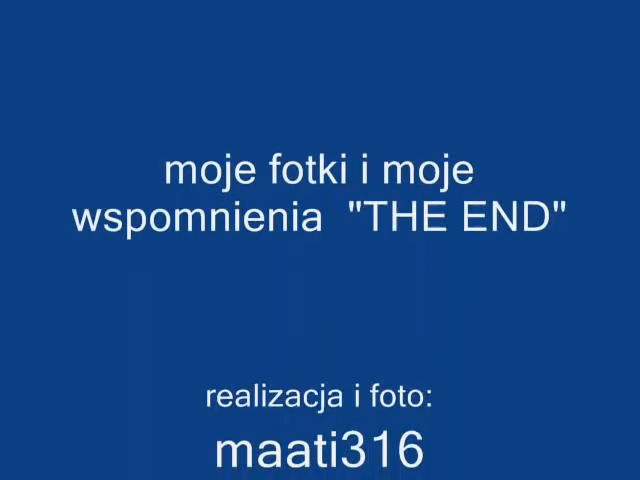 moje fotki i moje
wspomnienia "THE END"
realizacja i foto:
maati316